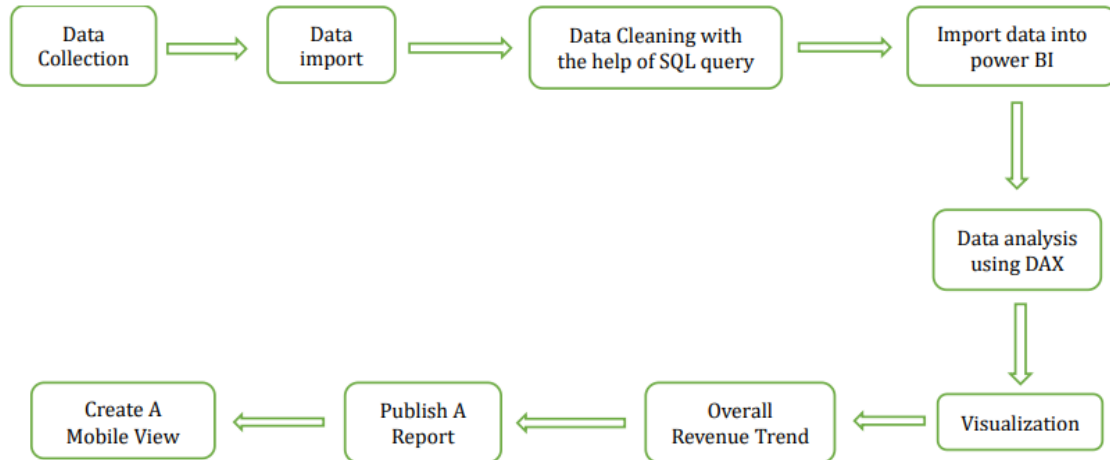 Data
Collection
Data
import
Data Cleaning with
the help of SQL query
Import data into
power BI
Data analysis
using DAX
Visualization
Overall
Revenue Trend
Publish A
Report
Create A
Mobile View